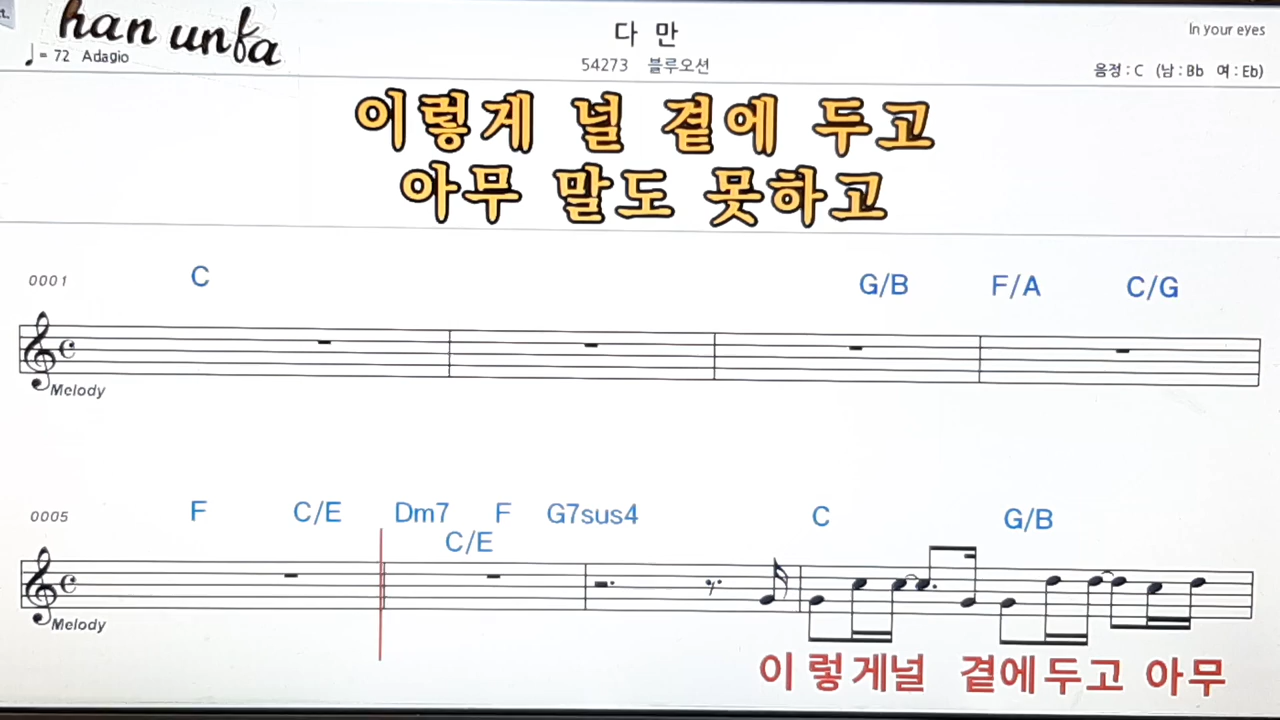 han unfa
다 만
In your eyes
♩= 72 Adagio
54273 블루오션
음정 : C (남 : Bb 여 : Eb)
이렇게 널 곁에 두고
아무 말도 못하고
0001 C G/B F/A C/G
Melody
0005 F C/E Dm7 F G7sus4 C G/B
C/E
Melody
이 렇게널 곁에두고 아무